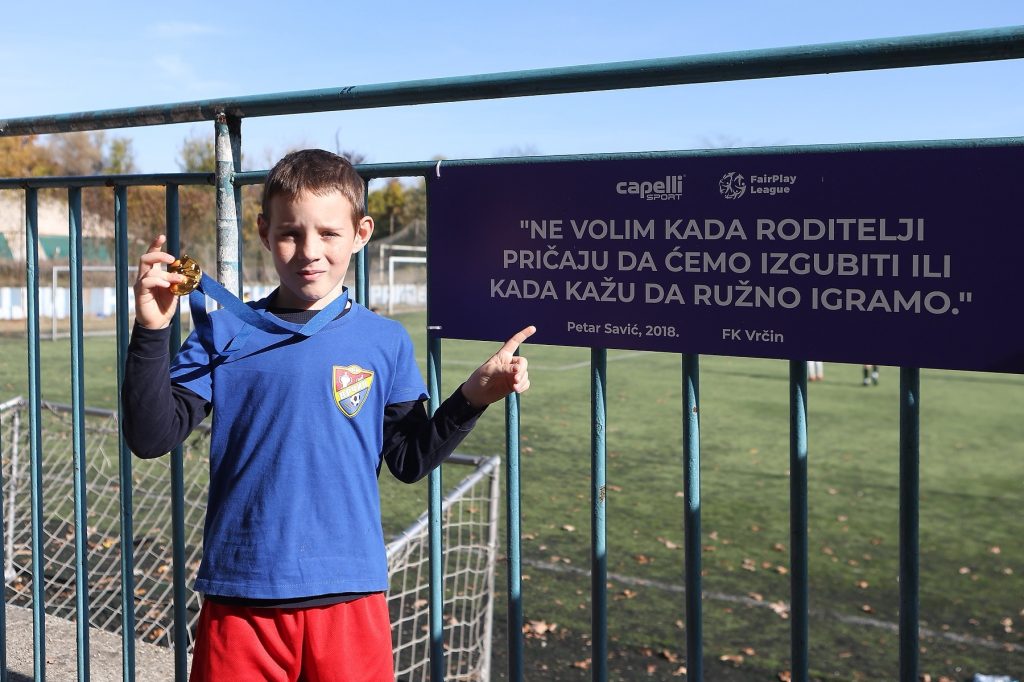 capelli
SPORT
FairPlay
League
"NE VOLIM KADA RODITELJI
PRIČAJU DA ĆEMO IZGUBITI ILI
KADA KAŽU DA RUŽNO IGRAMO."
Petar Savić, 2018. FK Vrčin